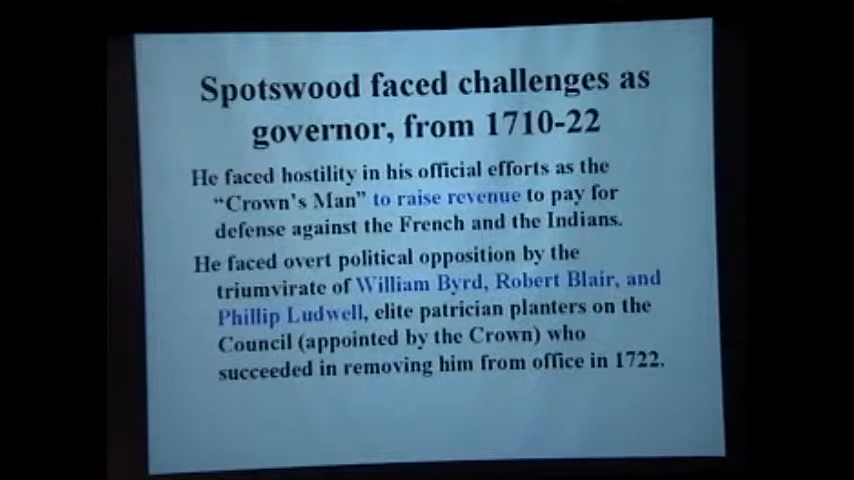 Spotswood faced challenges as
governor, from 1710-22
He faced hostility in his official efforts as the
“Crown’s Man” to raise revenue to pay for
defense against the French and the Indians.
He faced overt political opposition by the
triumvirate of William Byrd, Robert Blair, and
Phillip Ludwell, elite patrician planters on the
Council (appointed by the Crown) who
succeeded in removing him from office in 1722.